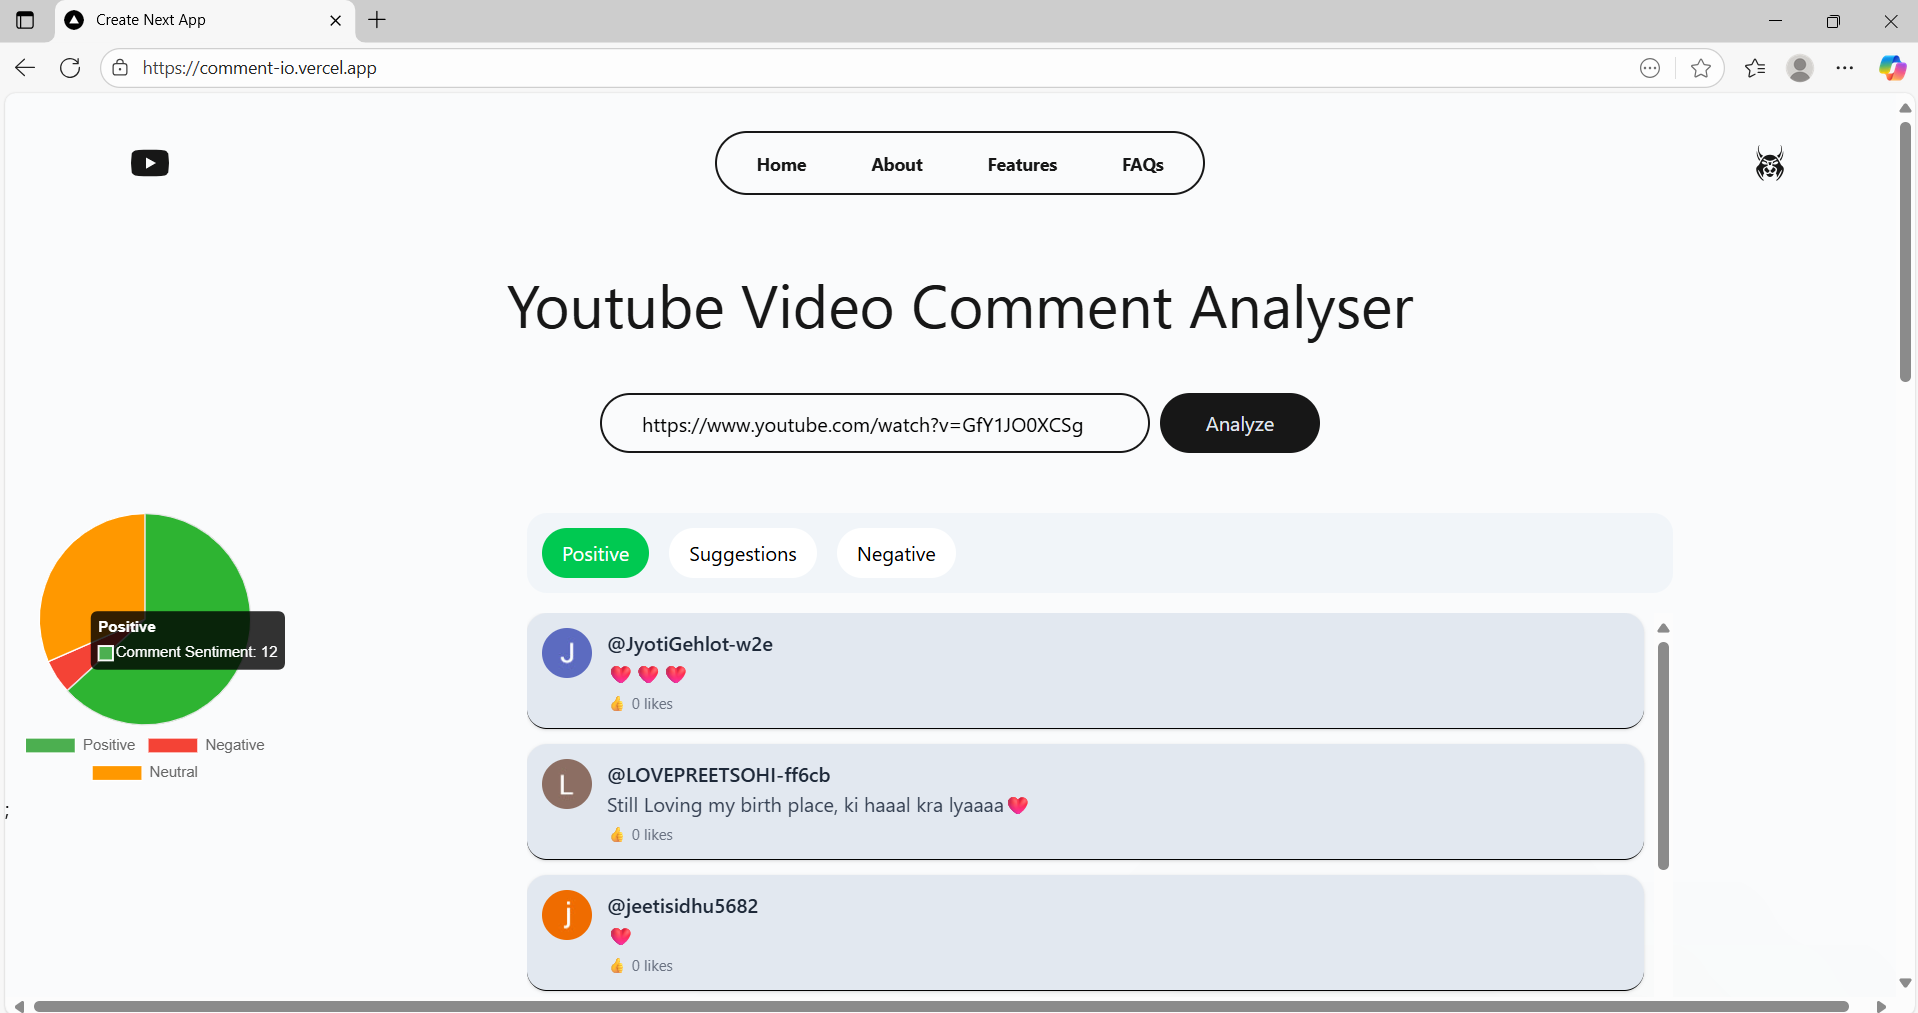 Create Next App
https://comment-io.vercel.app
Home About Features FAQs
Youtube Video Comment Analyser
https://www.youtube.com/watch?v=GfY1JO0XCSg Analyze
Positive Suggestions Negative
Positive
Comment Sentiment: 12
Positive Negative
Neutral
;
J @JyotiGehlot-w2e
💗 💗 💗
👍 0 likes
L @LOVEPREETSOHI-ff6cb
Still Loving my birth place, ki haaal kra lyaaaa💗
👍 0 likes
j @jeetisidhu5682
💗
👍 0 likes